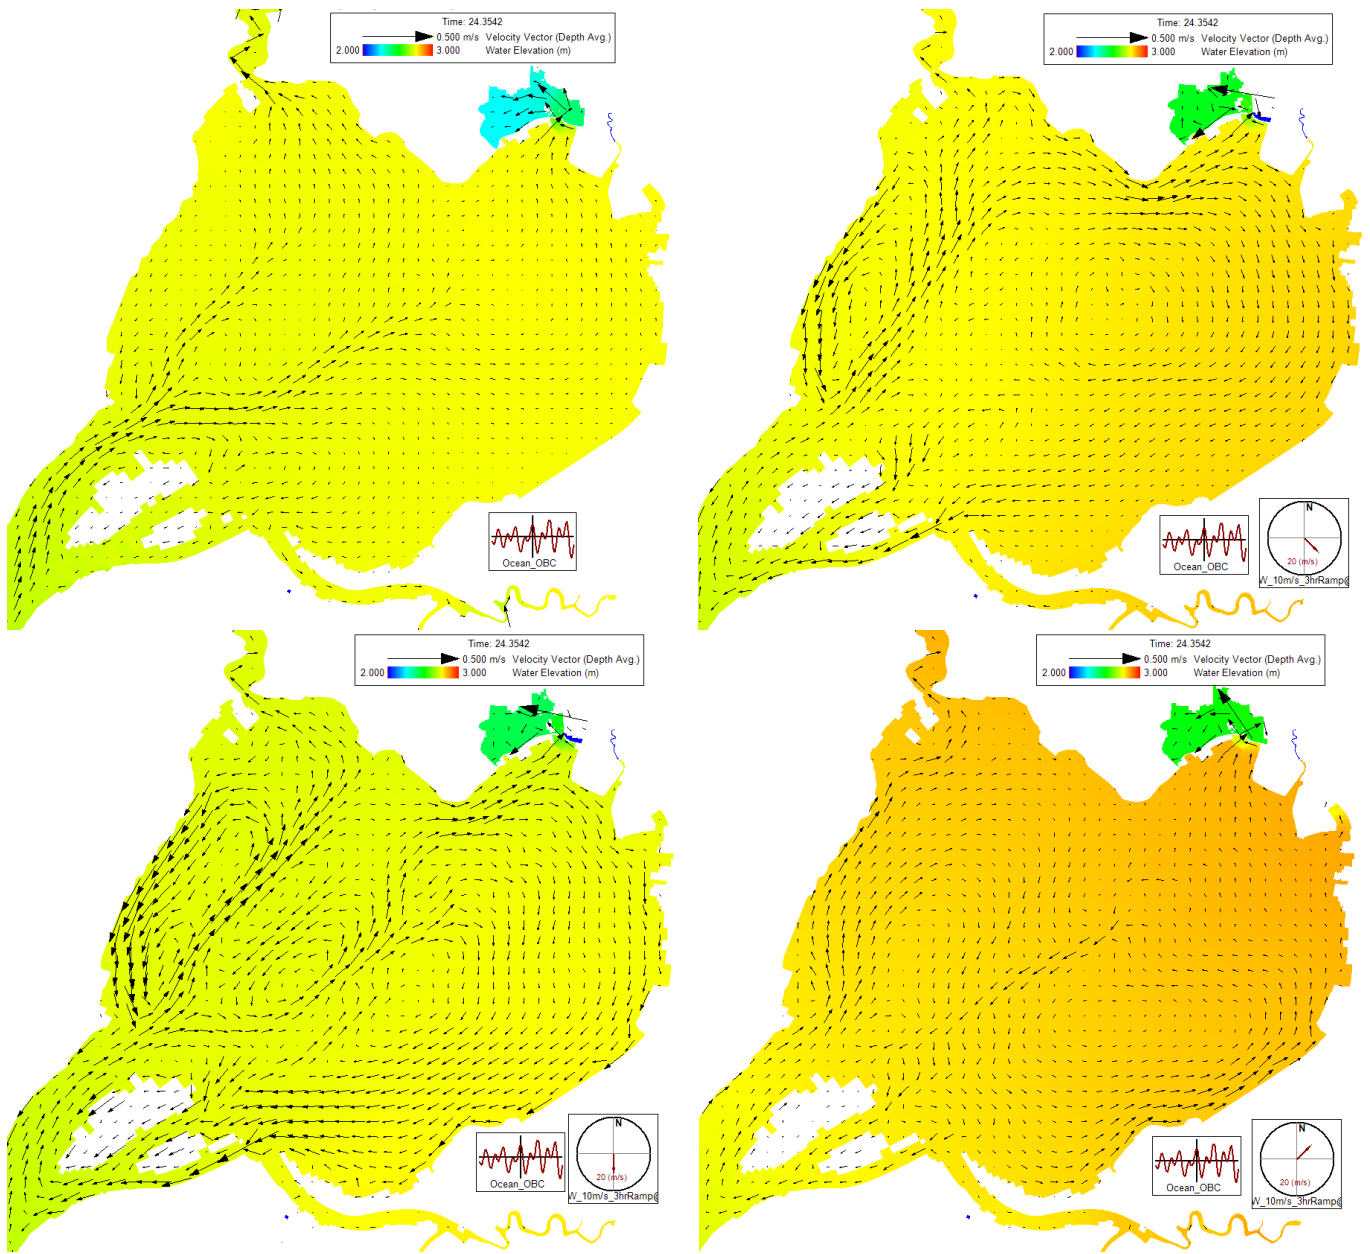 Time: 24.3542
0.500 m/s Velocity Vector (Depth Avg.)
2.000 3.000 Water Elevation (m)
Ocean_OBC
Time: 24.3542
0.500 m/s Velocity Vector (Depth Avg.)
2.000 3.000 Water Elevation (m)
Ocean_OBC
N
20 (m/s)
W_10m/s_3hrRamp@
Time: 24.3542
0.500 m/s Velocity Vector (Depth Avg.)
2.000 3.000 Water Elevation (m)
Ocean_OBC
N
20 (m/s)
W_10m/s_3hrRamp@
Time: 24.3542
0.500 m/s Velocity Vector (Depth Avg.)
2.000 3.000 Water Elevation (m)
Ocean_OBC
N
20 (m/s)
W_10m/s_3hrRamp@